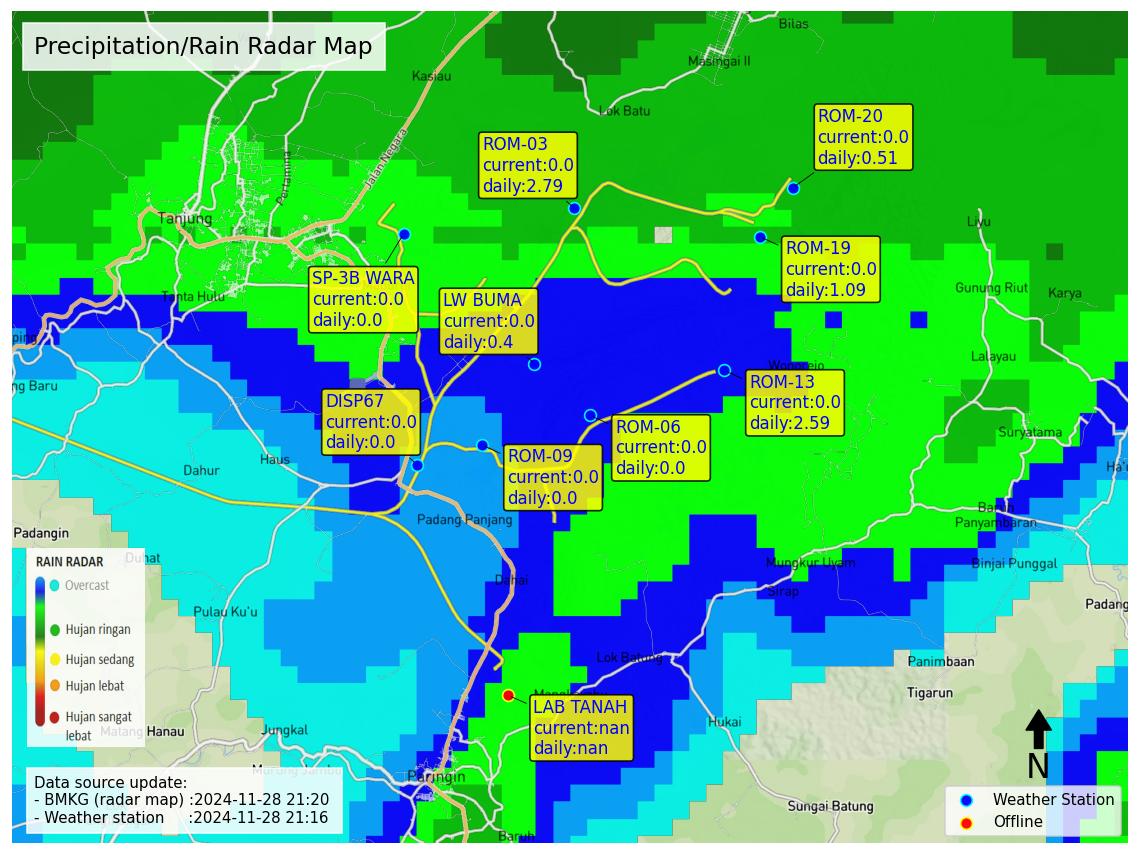 Precipitation/Rain Radar Map
Bilas
Masingai II
Kasiau
Lok Batu
Jalan Negara
Pertamina
Tanjung
ROM-03
current:0.0
daily:2.79
ROM-20
current:0.0
daily:0.51
Liyu
ROM-19
current:0.0
daily:1.09
SP-3B WARA
current:0.0
daily:0.0
LW BUMA
current:0.0
daily:0.4
Tanta Hulu
Gunung Riut
Karya
ping
Lalayau
ng Baru
Wonorejo
ROM-13
current:0.0
daily:2.59
DISP67
current:0.0
daily:0.0
ROM-06
current:0.0
daily:0.0
Suryatama
ROM-09
current:0.0
daily:0.0
Haus
Dahur
Ha'u
Padang Panjang
Baruh
Panyambaran
Padangin
Duhat
Mungkur Uyam
Binjai Punggal
Dahai
Sirap
Pulau Ku'u
Padang
Lok Batung
Panimbaan
Tigarun
RAIN RADAR
Overcast
Hujan ringan
Hujan sedang
Hujan lebat
Hujan sangat
lebat
LAB TANAH
current:nan
daily:nan
Hukai
Matang Hanau
Jungkal
Murung Jambu
Paringin
Sungai Batung
Baruh
Data source update:
- BMKG (radar map) :2024-11-28 21:20
- Weather station :2024-11-28 21:16
N
Weather Station
Offline